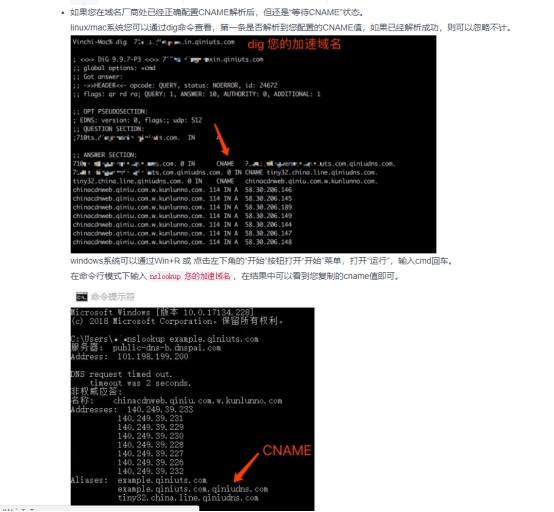 如果您在域名厂商处已经正确配置CNAME解析后，但还是“等待CNAME”状态。
linux/mac系统您可以通过dig命令查看，第一条是否解析到您配置的CNAME值，如果已经解析成功，则可以忽略不计。
Vinchi-Mac% dig in.qiniuts.com
dig 您的加速域名
; <<>> DiG 9.9.7-P3 <<>> xin.qiniuts.com
;; global options: +cmd
;; Got answer:
;; ->>HEADER<<- opcode: QUERY, status: NOERROR, id: 24672
;; flags: qr rd ra; QUERY: 1, ANSWER: 10, AUTHORITY: 0, ADDITIONAL: 1
;; OPT PSEUDOSECTION:
; EDNS: version: 0, flags:; udp: 512
;; QUESTION SECTION:
;710ts. uts.com. IN A
;; ANSWER SECTION:
s.com. 0 IN CNAME uts.com.qiniudns.com.
uts.com.qiniudns.com. 0 IN CNAME tiny32.china.line.qiniudns.com.
tiny32.china.line.qiniudns.com. 0 IN CNAME chinacdnweb.qiniu.com.w.kunlunno.com.
chinacdnweb.qiniu.com.w.kunlunno.com. 114 IN A 58.30.206.146
chinacdnweb.qiniu.com.w.kunlunno.com. 114 IN A 58.30.206.145
chinacdnweb.qiniu.com.w.kunlunno.com. 114 IN A 58.30.206.189
chinacdnweb.qiniu.com.w.kunlunno.com. 114 IN A 58.30.206.149
chinacdnweb.qiniu.com.w.kunlunno.com. 114 IN A 58.30.206.144
chinacdnweb.qiniu.com.w.kunlunno.com. 114 IN A 58.30.206.147
chinacdnweb.qiniu.com.w.kunlunno.com. 114 IN A 58.30.206.148
windows系统可以通过Win+R 或 点击左下角的“开始”按钮打开“开始”菜单，打开“运行”，输入cmd回车。
在命令行模式下输入 nslookup 您的加速域名 ，在结果中可以看到您复制的cname值即可。
命令提示符
Microsoft Windows [版本 10.0.17134.228]
(c) 2018 Microsoft Corporation。保留所有权利。
C:\Users\ >nslookup example.qiniuts.com
服务器: public-dns-b.dnspai.com
Address: 101.198.199.200
DNS request timed out.
timeout was 2 seconds.
非权威应答:
名称: chinacdnweb.qiniu.com.w.kunlunno.com
Addresses: 140.249.39.233
140.249.39.231
140.249.39.229
140.249.39.230
140.249.39.228
140.249.39.227
140.249.39.226
140.249.39.232
CNAME
Aliases: example.qiniuts.com
example.qiniuts.com.qiniudns.com
tiny32.china.line.qiniudns.com